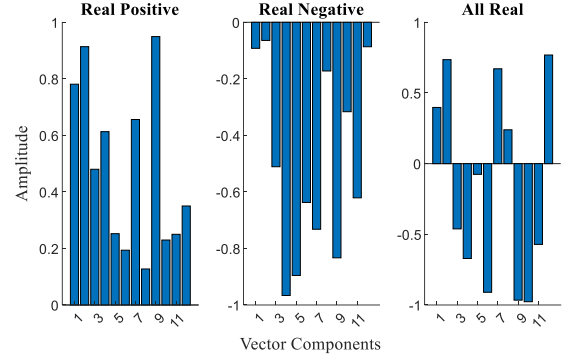 Real Positive
Real Negative
All Real
Amplitude
1
0.8
0.6
0.4
0.2
0
1 3 5 7 9 11
0
-0.2
-0.4
-0.6
-0.8
-1
1 3 5 7 9 11
1
0.5
0
-0.5
-1
1 3 5 7 9 11
Vector Components